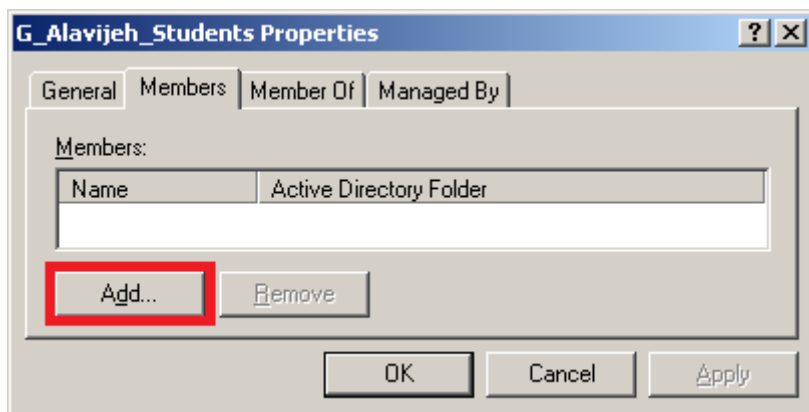 G_Alavijeh_Students Properties
General Members Member Of Managed By
Members:
Name Active Directory Folder
Add... Remove
OK Cancel Apply